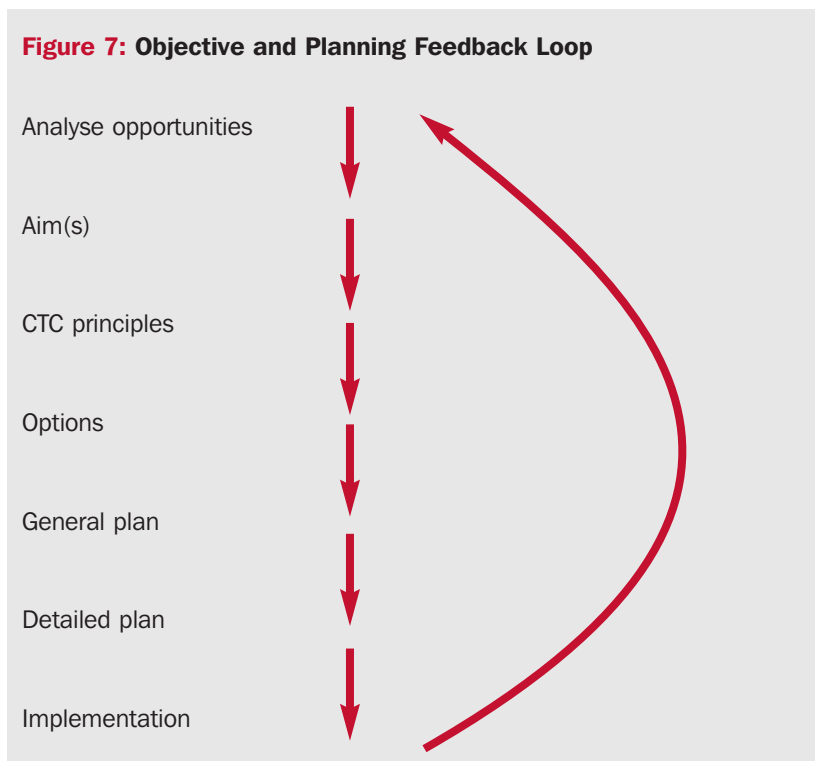 Figure 7: Objective and Planning Feedback Loop
Analyse opportunities
Aim(s)
CTC principles
Options
General plan
Detailed plan
Implementation